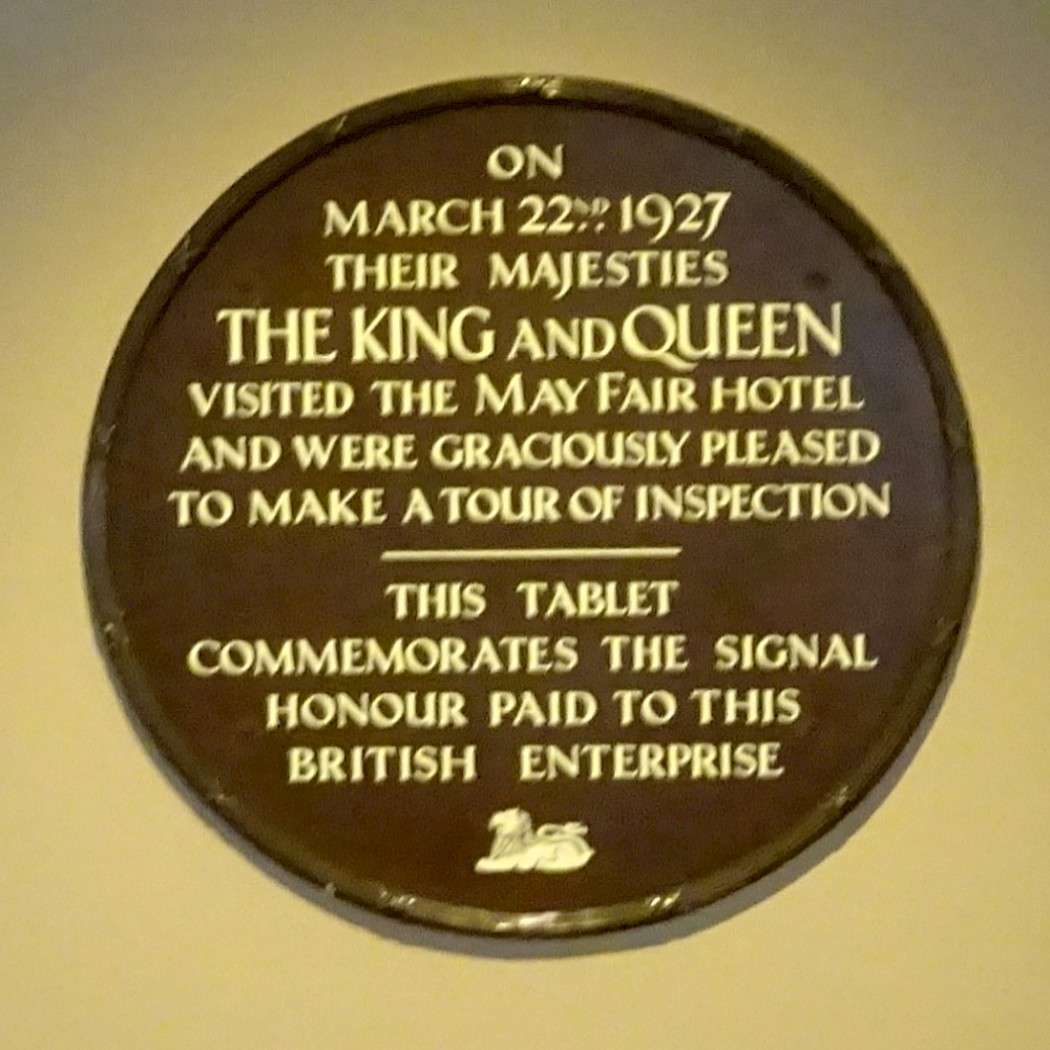 ON
MARCH 22ND 1927
THEIR MAJESTIES
THE KING AND QUEEN
VISITED THE MAY FAIR HOTEL
AND WERE GRACIOUSLY PLEASED
TO MAKE A TOUR OF INSPECTION
THIS TABLET
COMMEMORATES THE SIGNAL
HONOUR PAID TO THIS
BRITISH ENTERPRISE